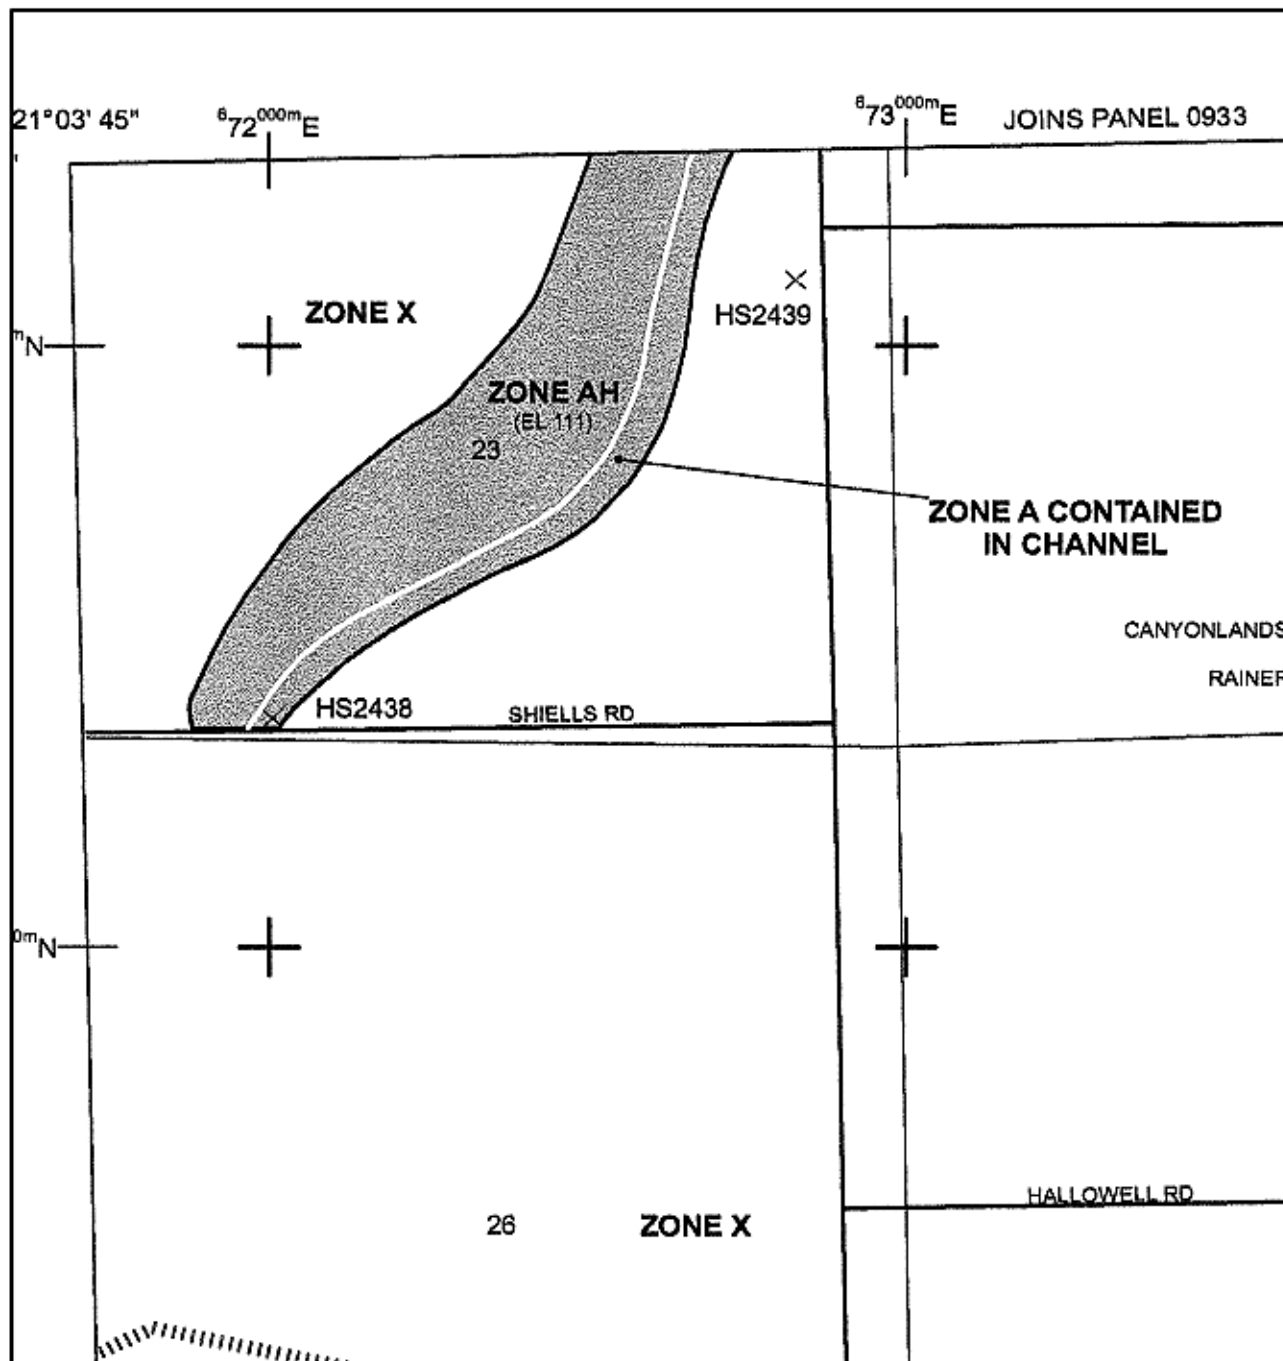 21°03' 45"
⁶72⁰⁰⁰ᵐE
⁶73⁰⁰⁰ᵐE
JOINS PANEL 0933
ZONE X
HS2439
ᵐN
ZONE AH
(EL 111)
23
ZONE A CONTAINED
IN CHANNEL
CANYONLANDS
RAINER
HS2438
SHIELLS RD
⁰ᵐN
HALLOWELL RD
26
ZONE X